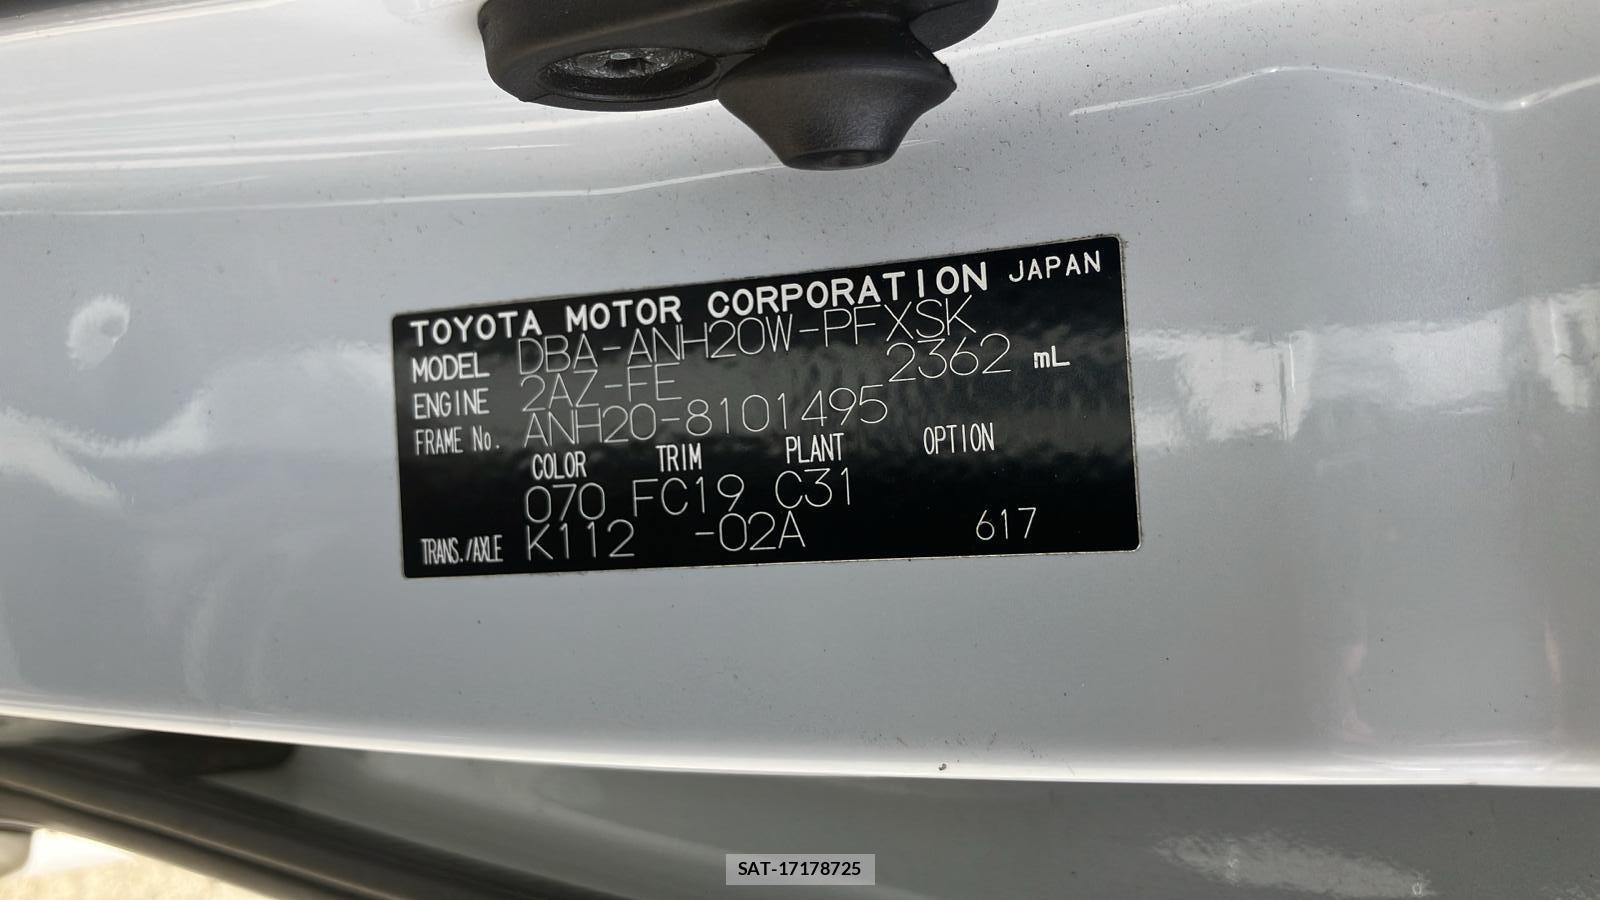 TOYOTA MOTOR CORPORATION JAPAN
MODEL DBA-ANH20W-PFXSK
ENGINE 2AZ-FE 2362 mL
FRAME No. ANH20-8101495
COLOR TRIM PLANT OPTION
070 FC19 C31
TRANS./AXLE K112 -02A 617
SAT-17178725